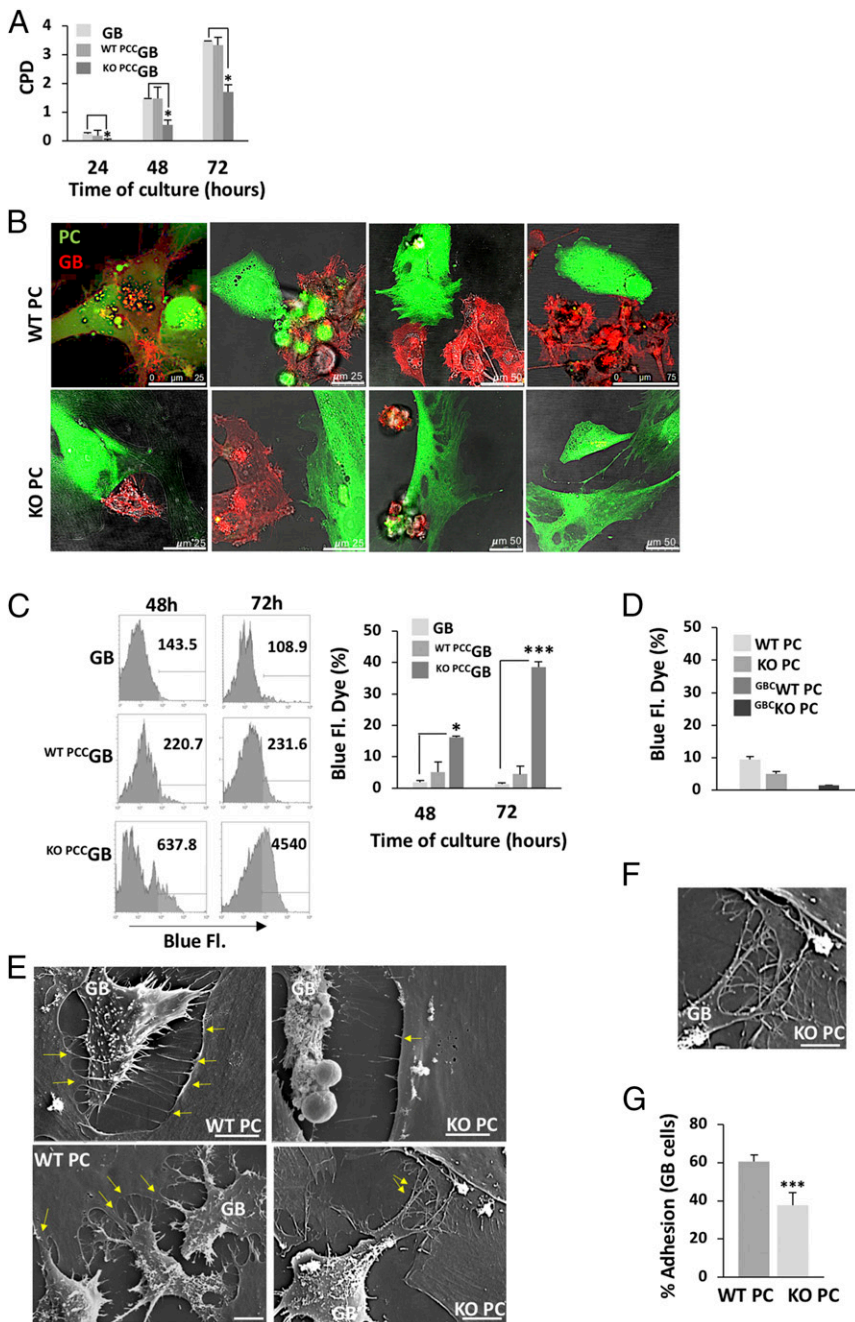 A
4
3
2
1
0
CPD
GB
WT PCC GB
KO PCC GB
*
*
*
24 48 72
Time of culture (hours)
B
PC
GB
WT PC
0 µm 25
µm 25
µm 50
0 µm 75
KO PC
µm 25
µm 25
µm 50
µm 50
C
48h 72h
GB
143.5
108.9
WT PCC GB
220.7
231.6
KO PCC GB
637.8
4540
Blue Fl.
Blue Fl. Dye (%)
50
40
30
20
10
0
GB
WT PCC GB
KO PCC GB
*
***
48 72
Time of culture (hours)
D
Blue Fl. Dye (%)
50
40
30
20
10
0
WT PC
KO PC
GBC WT PC
GBC KO PC
E
GB
WT PC
GB
KO PC
WT PC
GB
GB
KO PC
F
GB
KO PC
G
% Adhesion (GB cells)
80
60
40
20
0
***
WT PC KO PC